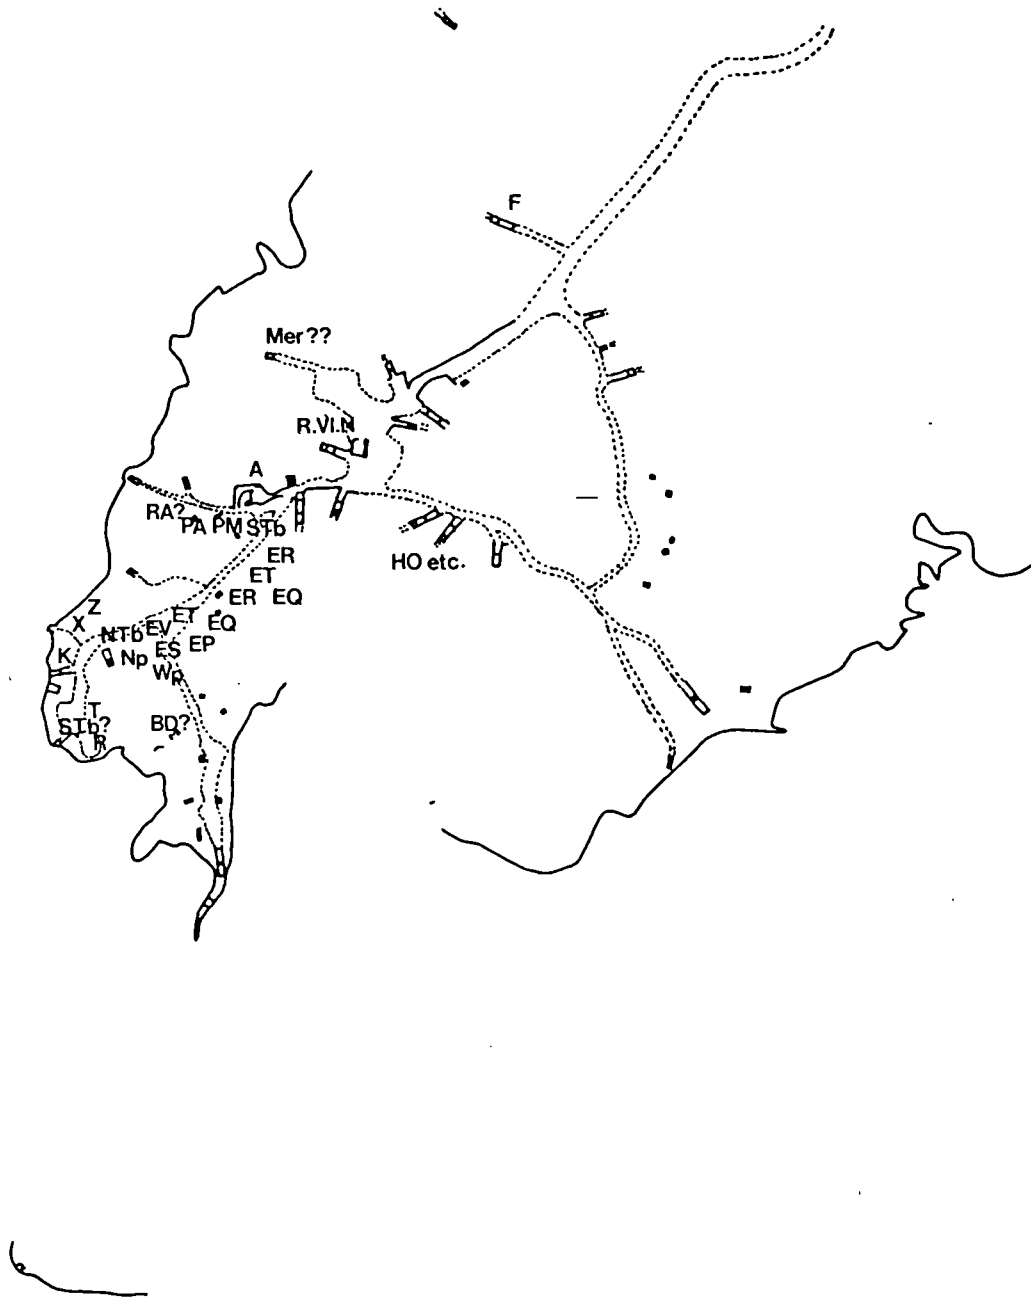 F
Mer??
R.VI.N
A
RA?
PA PM STb
HO etc.
ER
ET
ER EQ
Z
X
ET
EQ
NTb EV
K
Np ES EP
WR
T
STb?
R
BD?